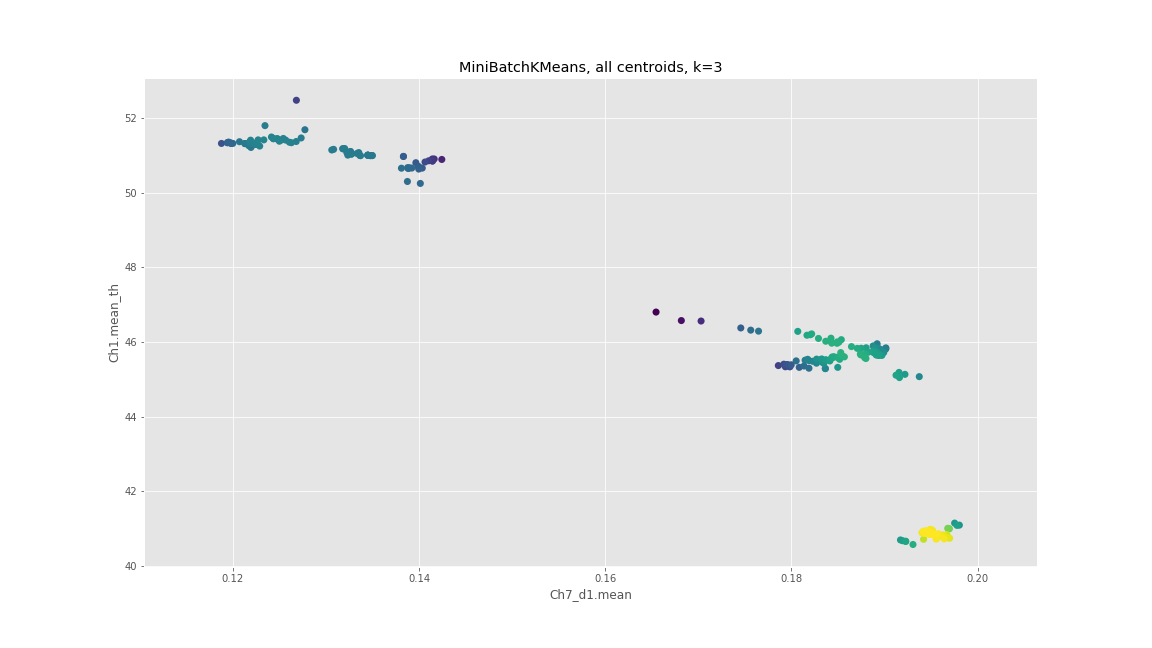 MiniBatchKMeans, all centroids, k=3
52
50
48
46
44
42
40
Ch1.mean_th
0.12 0.14 0.16 0.18 0.20
Ch7_d1.mean